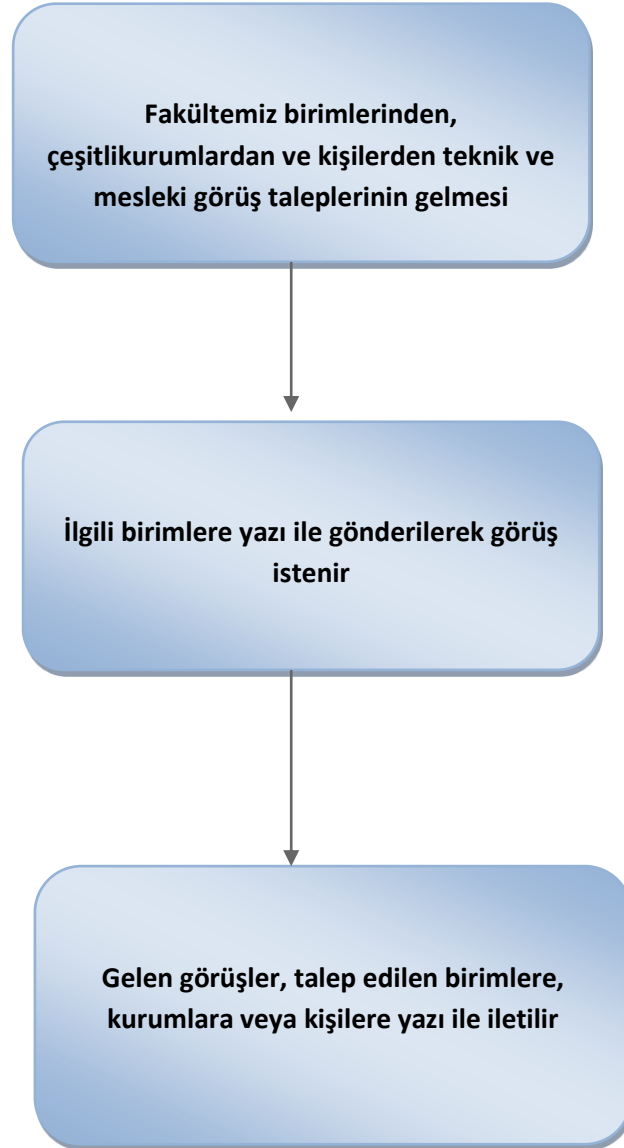 Fakültemiz birimlerinden,
çeşitlikurumlardan ve kişilerden teknik ve
mesleki görüş taleplerinin gelmesi
İlgili birimlere yazı ile gönderilerek görüş
istenir
Gelen görüşler, talep edilen birimlere,
kurumlara veya kişilere yazı ile iletilir